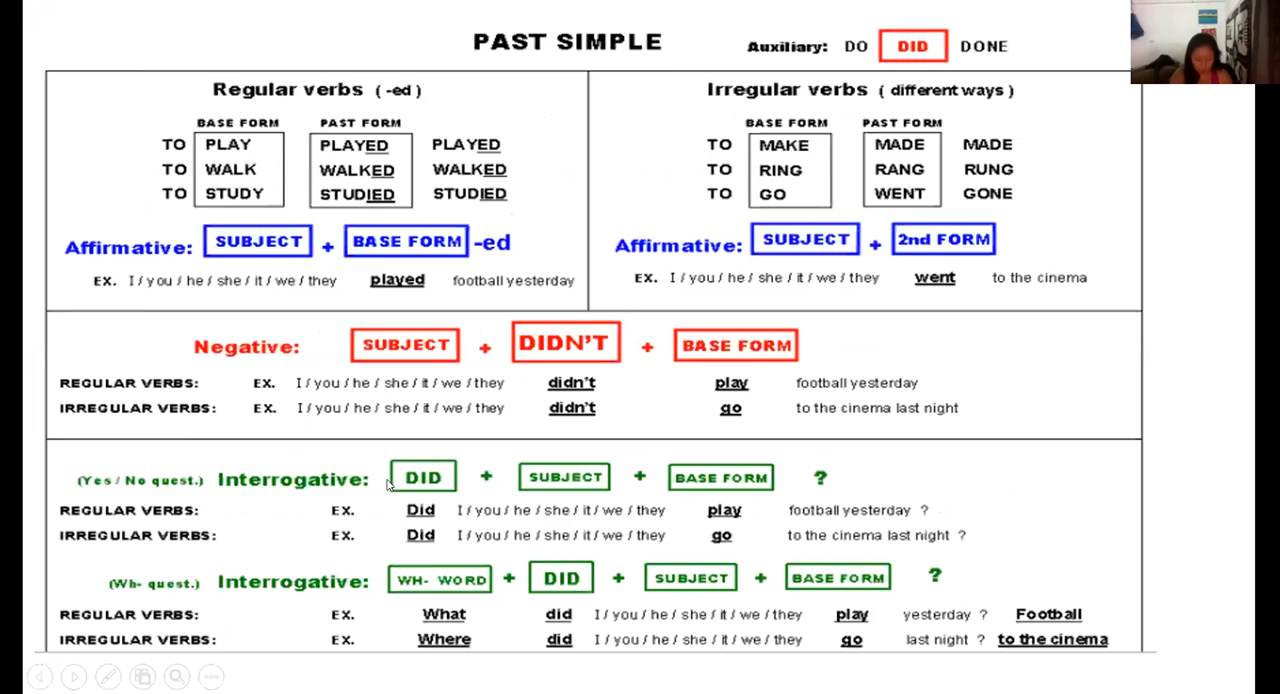 PAST SIMPLE
Auxiliary: DO DID DONE
Regular verbs ( -ed )
BASE FORM PAST FORM
TO PLAY PLAYED PLAYED
TO WALK WALKED WALKED
TO STUDY STUDIED STUDIED
Affirmative: SUBJECT + BASE FORM -ed
EX. I / you / he / she / it / we / they played football yesterday
Irregular verbs ( different ways )
BASE FORM PAST FORM
TO MAKE MADE MADE
TO RING RANG RUNG
TO GO WENT GONE
Affirmative: SUBJECT + 2nd FORM
EX. I / you / he / she / it / we / they went to the cinema
Negative: SUBJECT + DIDN'T + BASE FORM
REGULAR VERBS: EX. I / you / he / she / it / we / they didn't play football yesterday
IRREGULAR VERBS: EX. I / you / he / she / it / we / they didn't go to the cinema last night
(Yes / No quest.) Interrogative: DID + SUBJECT + BASE FORM ?
REGULAR VERBS: EX. Did I / you / he / she / it / we / they play football yesterday ?
IRREGULAR VERBS: EX. Did I / you / he / she / it / we / they go to the cinema last night ?
(Wh- quest.) Interrogative: WH- WORD + DID + SUBJECT + BASE FORM ?
REGULAR VERBS: EX. What did I / you / he / she / it / we / they play yesterday ? Football
IRREGULAR VERBS: EX. Where did I / you / he / she / it / we / they go last night ? to the cinema